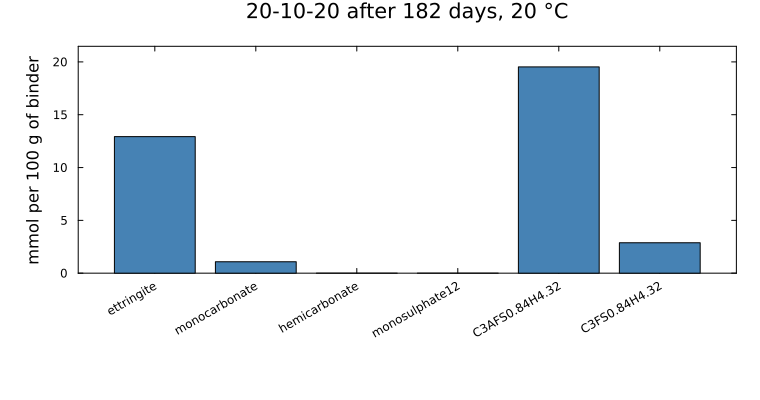 20-10-20 after 182 days, 20 °C
mmol per 100 g of binder
20
15
10
5
0
ettringite
monocarbonate
hemicarbonate
monosulphate12
C3AFS0.84H4.32
C3FS0.84H4.32